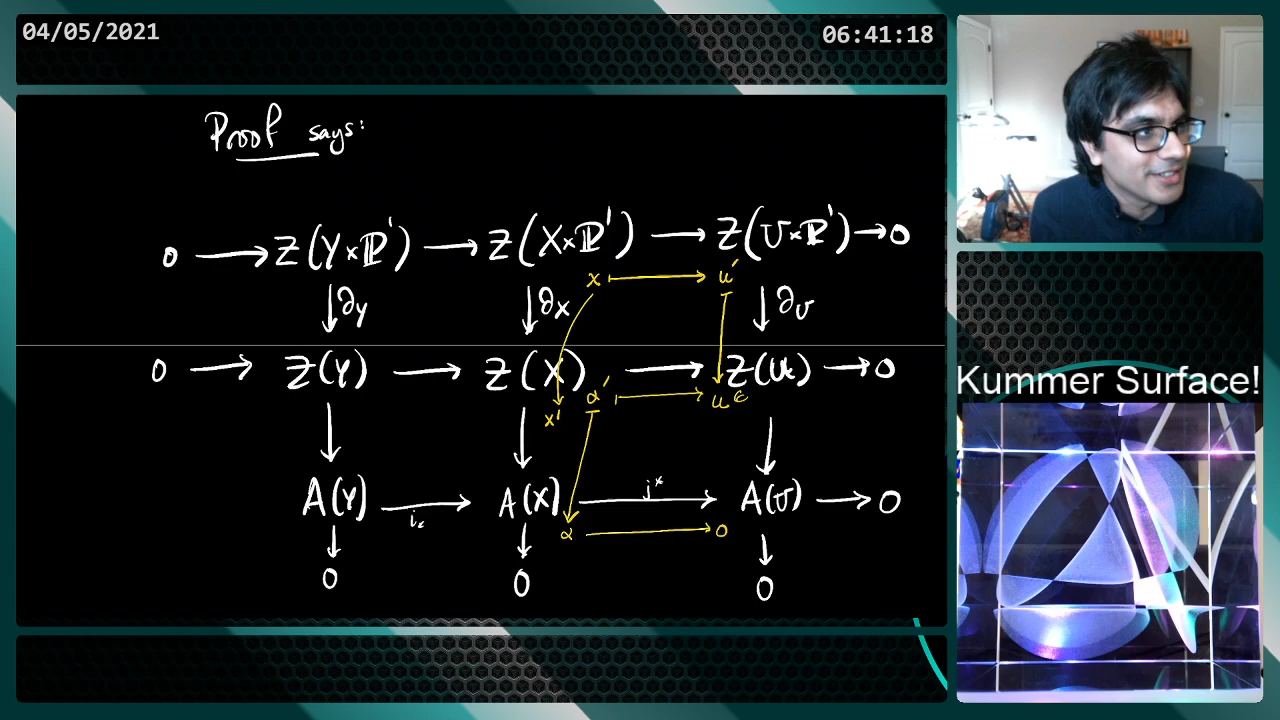 04/05/2021
06:41:18
Proof says:
0 ⟶ Z(Y×ℙ¹) ⟶ Z(X×ℙ¹) ⟶ Z(U×ℙ¹) → 0
x ↦ u'
↓∂Y ↓∂X ↓∂U
0 ⟶ Z(Y) ⟶ Z(X) ⟶ Z(U) → 0
x' α' ↦ u ∈
A(Y) ⟶ A(X) ⟶ A(U) ⟶ 0
i* j*
α ⟶ 0
0 0 0
Kummer Surface!